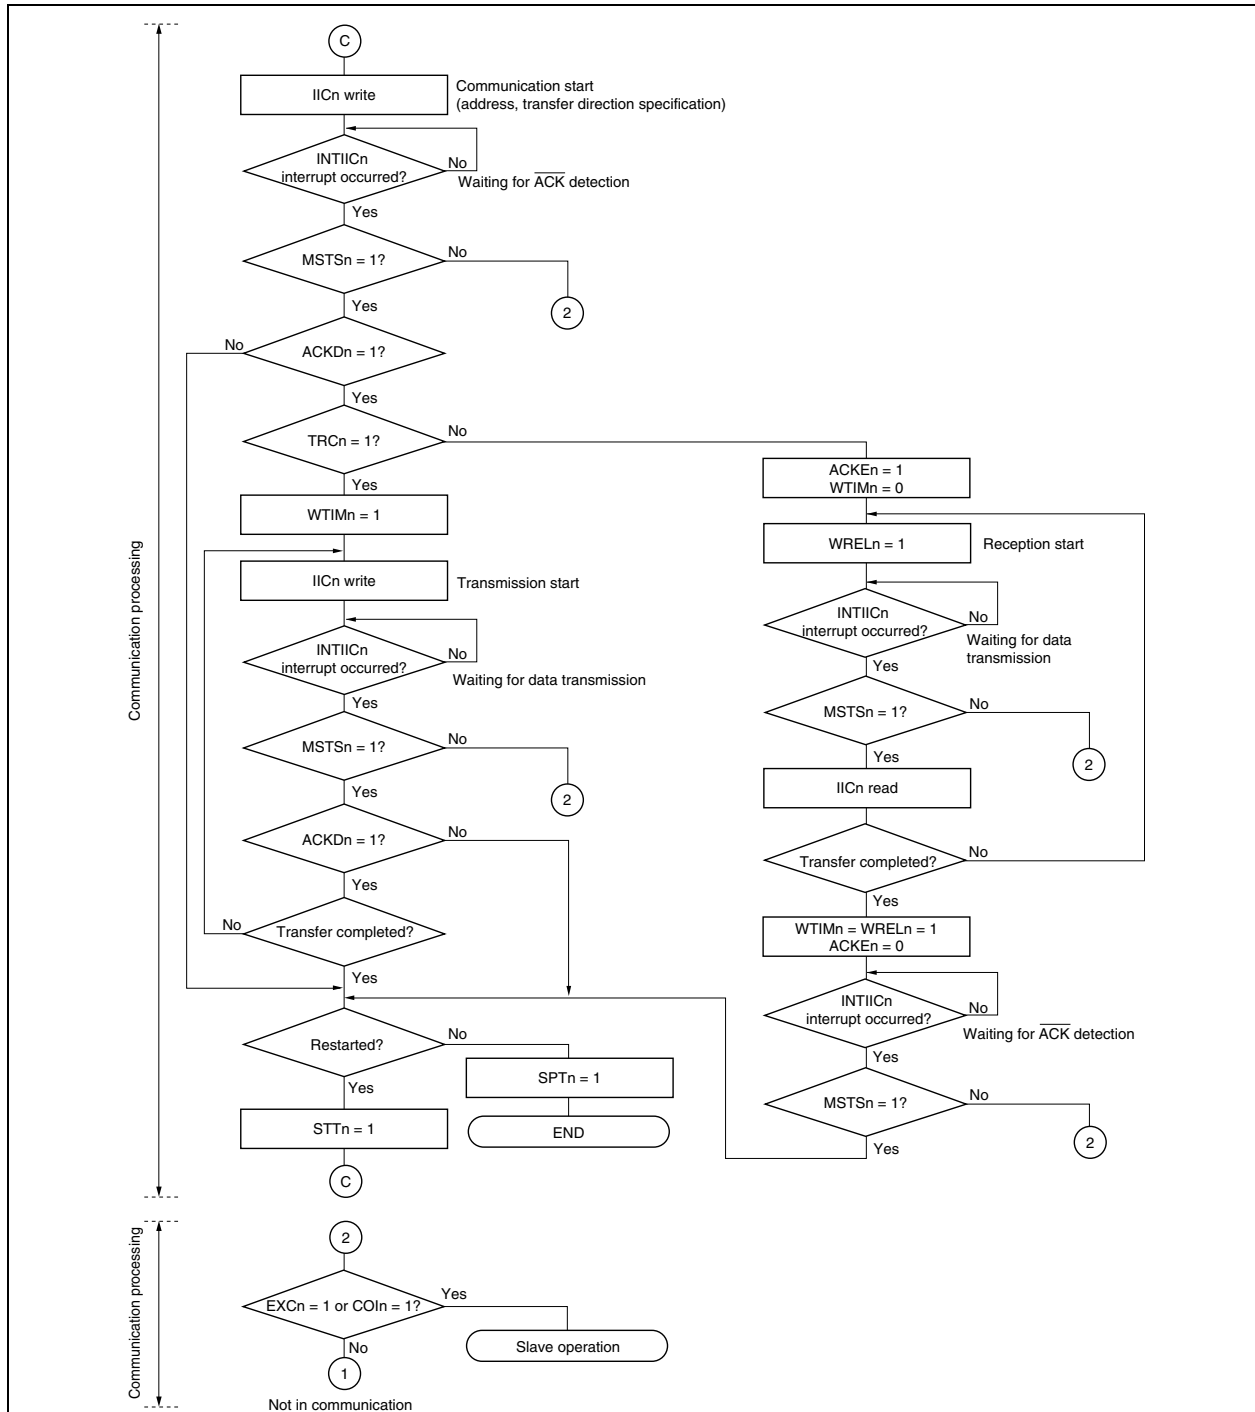 C
IICn write
Communication start
(address, transfer direction specification)
INTIICn
interrupt occurred?
No
Waiting for ACK detection
Yes
MSTSn = 1?
No
2
Yes
ACKDn = 1?
No
Yes
TRCn = 1?
No
Yes
WTIMn = 1
IICn write
Transmission start
INTIICn
interrupt occurred?
No
Waiting for data transmission
Yes
MSTSn = 1?
No
2
Yes
ACKDn = 1?
No
Yes
Transfer completed?
No
Yes
ACKEn = 1
WTIMn = 0
WRELn = 1
Reception start
INTIICn
interrupt occurred?
No
Waiting for data
transmission
Yes
MSTSn = 1?
No
2
Yes
IICn read
Transfer completed?
No
Yes
WTIMn = WRELn = 1
ACKEn = 0
INTIICn
interrupt occurred?
No
Waiting for ACK detection
Yes
MSTSn = 1?
No
2
Yes
Restarted?
No
SPTn = 1
END
Yes
STTn = 1
C
Communication processing
2
EXCn = 1 or COIn = 1?
Yes
Slave operation
No
1
Not in communication
Communication processing